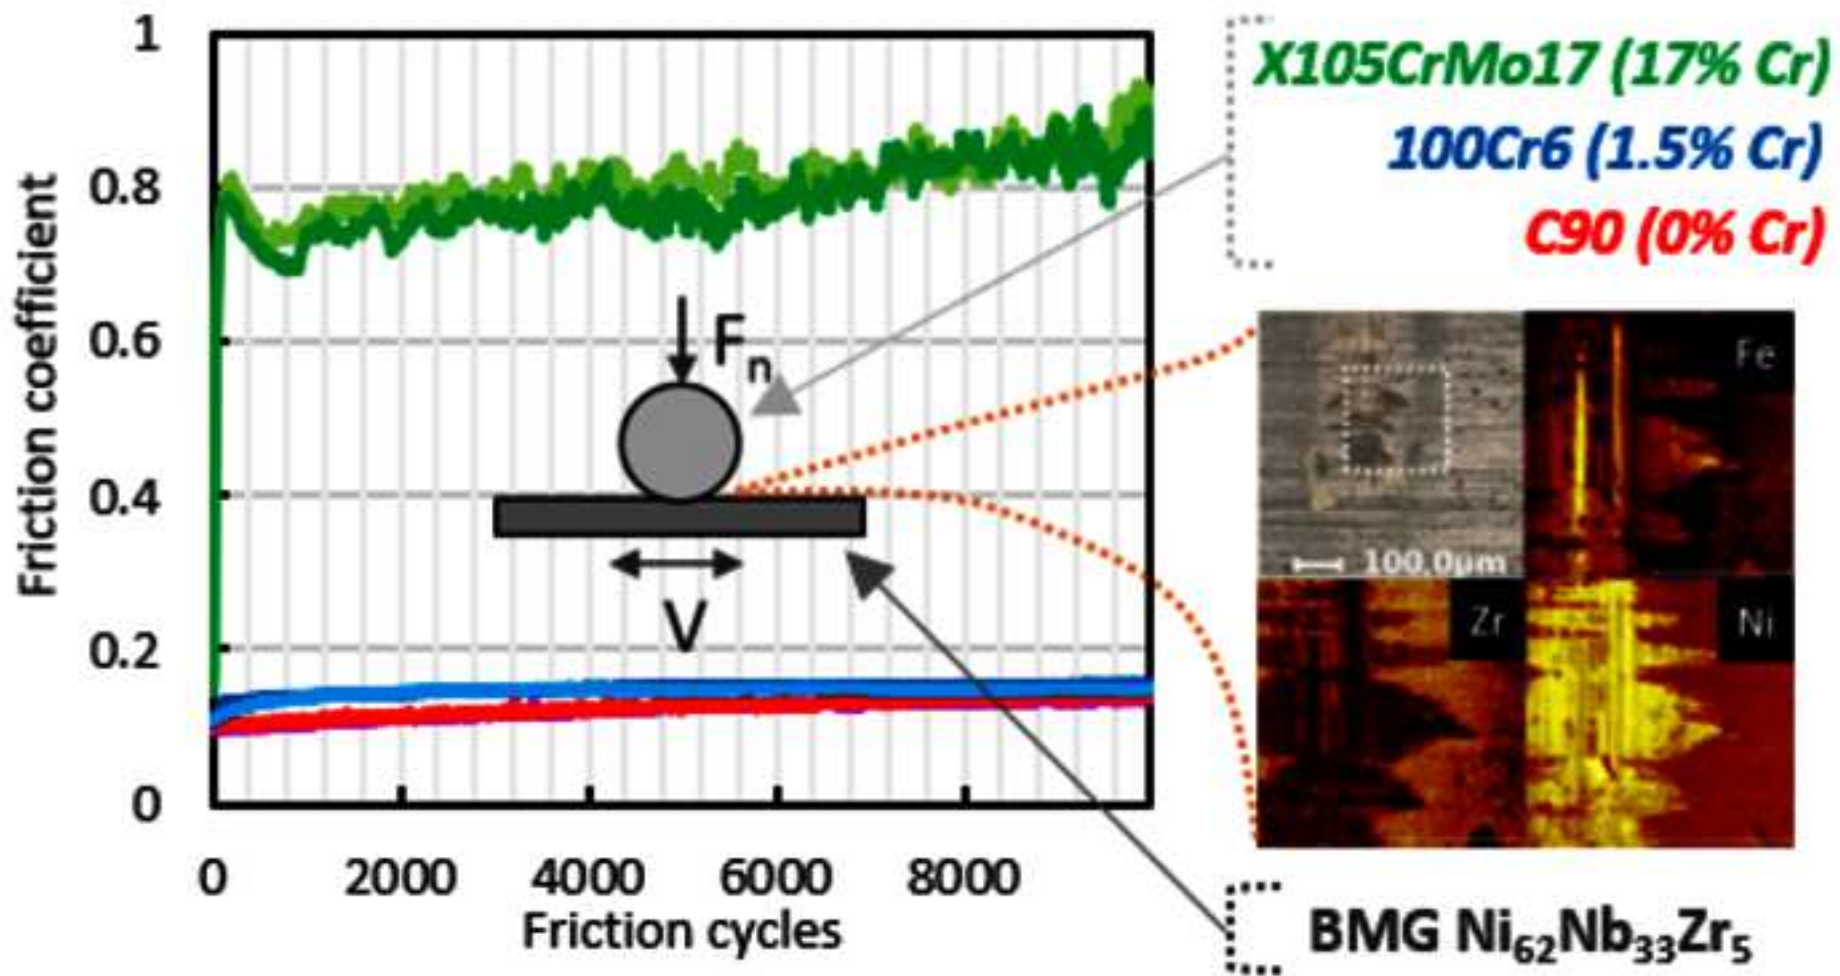 1
0.8
0.6
0.4
0.2
0
Friction coefficient
0 2000 4000 6000 8000
Friction cycles
Fn
V
X105CrMo17 (17% Cr)
100Cr6 (1.5% Cr)
C90 (0% Cr)
Fe
100.0µm
Zr
Ni
BMG Ni₆₂Nb₃₃Zr₅